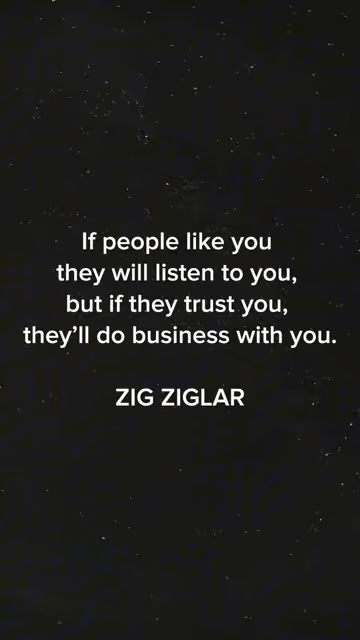 If people like you
they will listen to you,
but if they trust you,
they’ll do business with you.
ZIG ZIGLAR